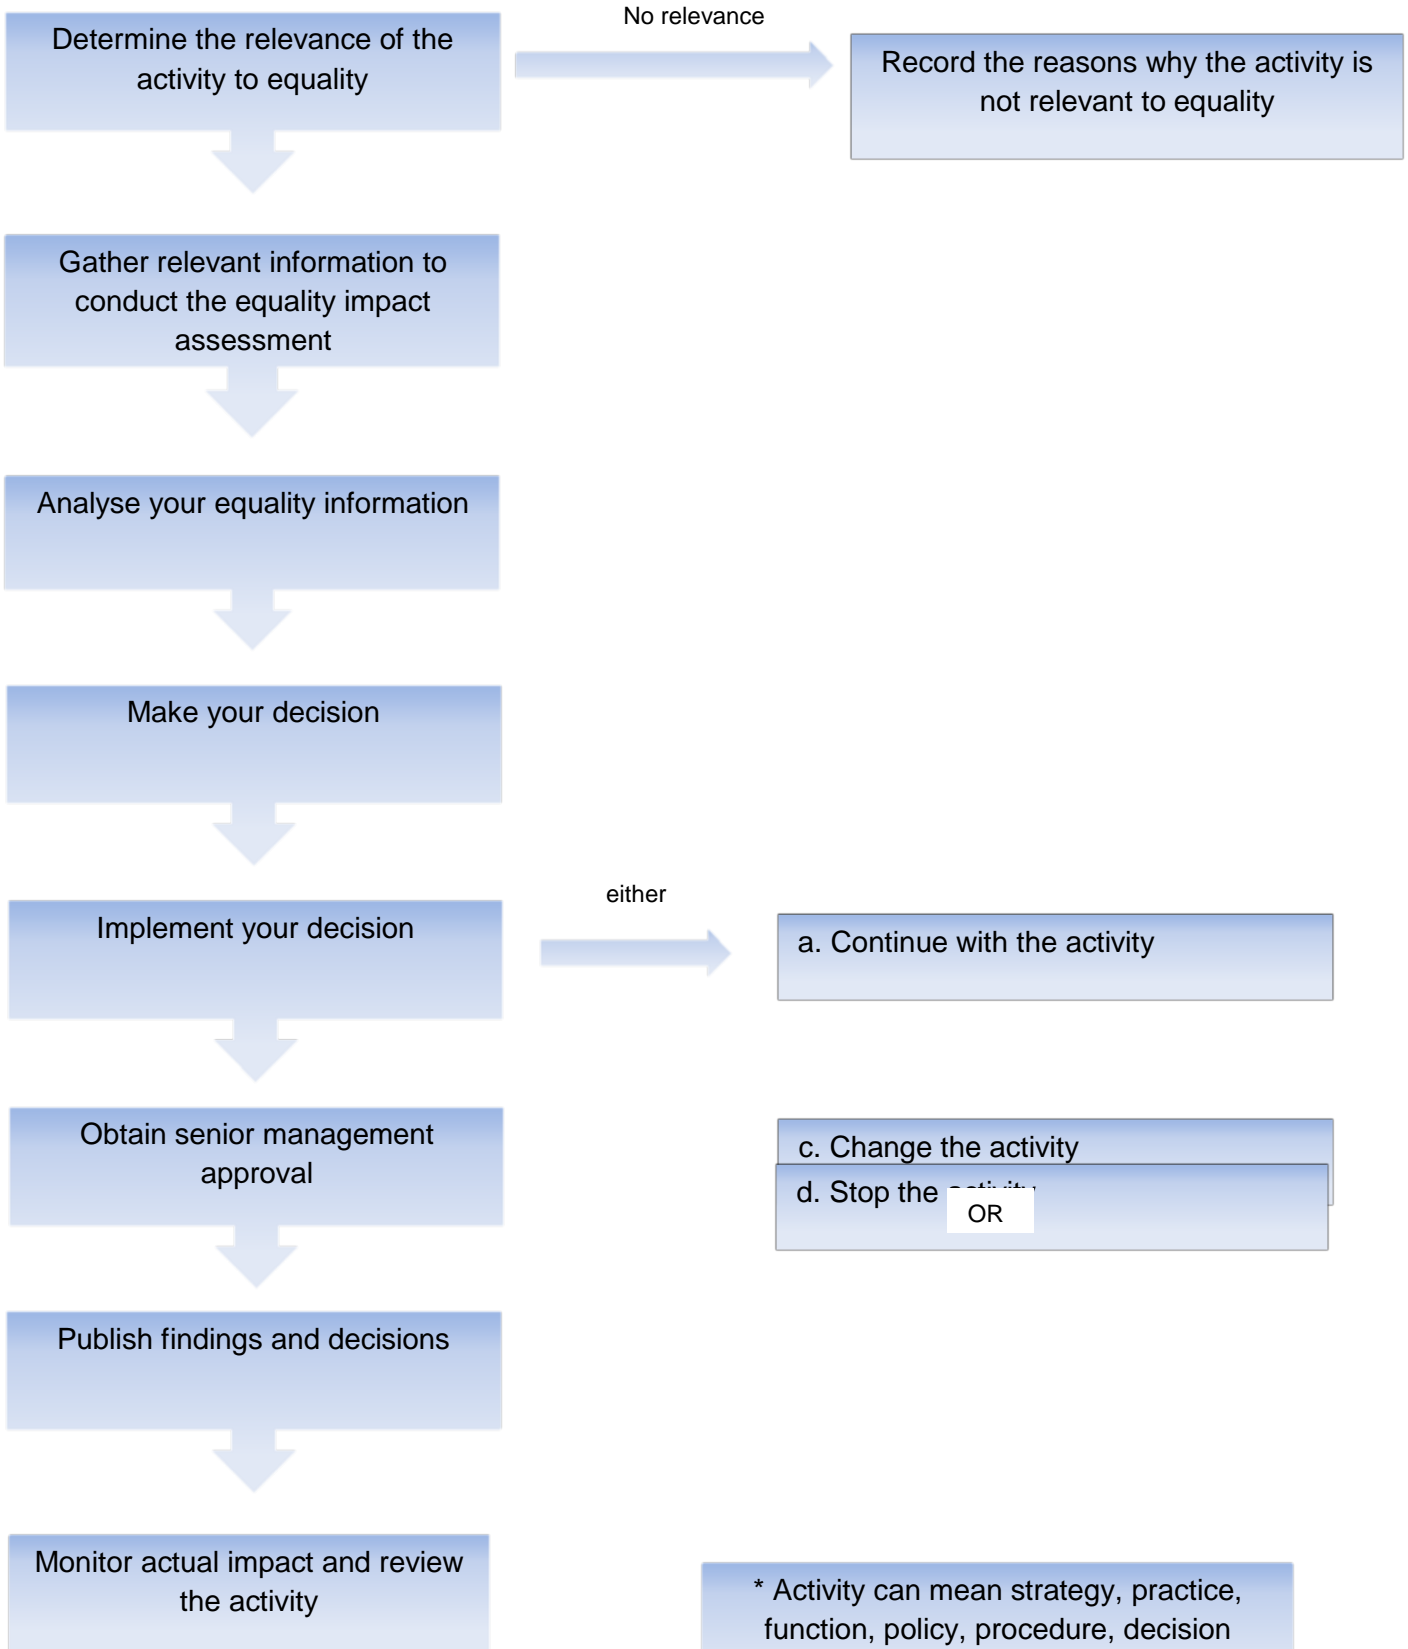 No relevance
Determine the relevance of the
activity to equality
Record the reasons why the activity is
not relevant to equality
Gather relevant information to
conduct the equality impact
assessment
Analyse your equality information
Make your decision
either
Implement your decision
a. Continue with the activity
Obtain senior management
approval
c. Change the activity
d. Stop the activity
OR
Publish findings and decisions
Monitor actual impact and review
the activity
* Activity can mean strategy, practice,
function, policy, procedure, decision